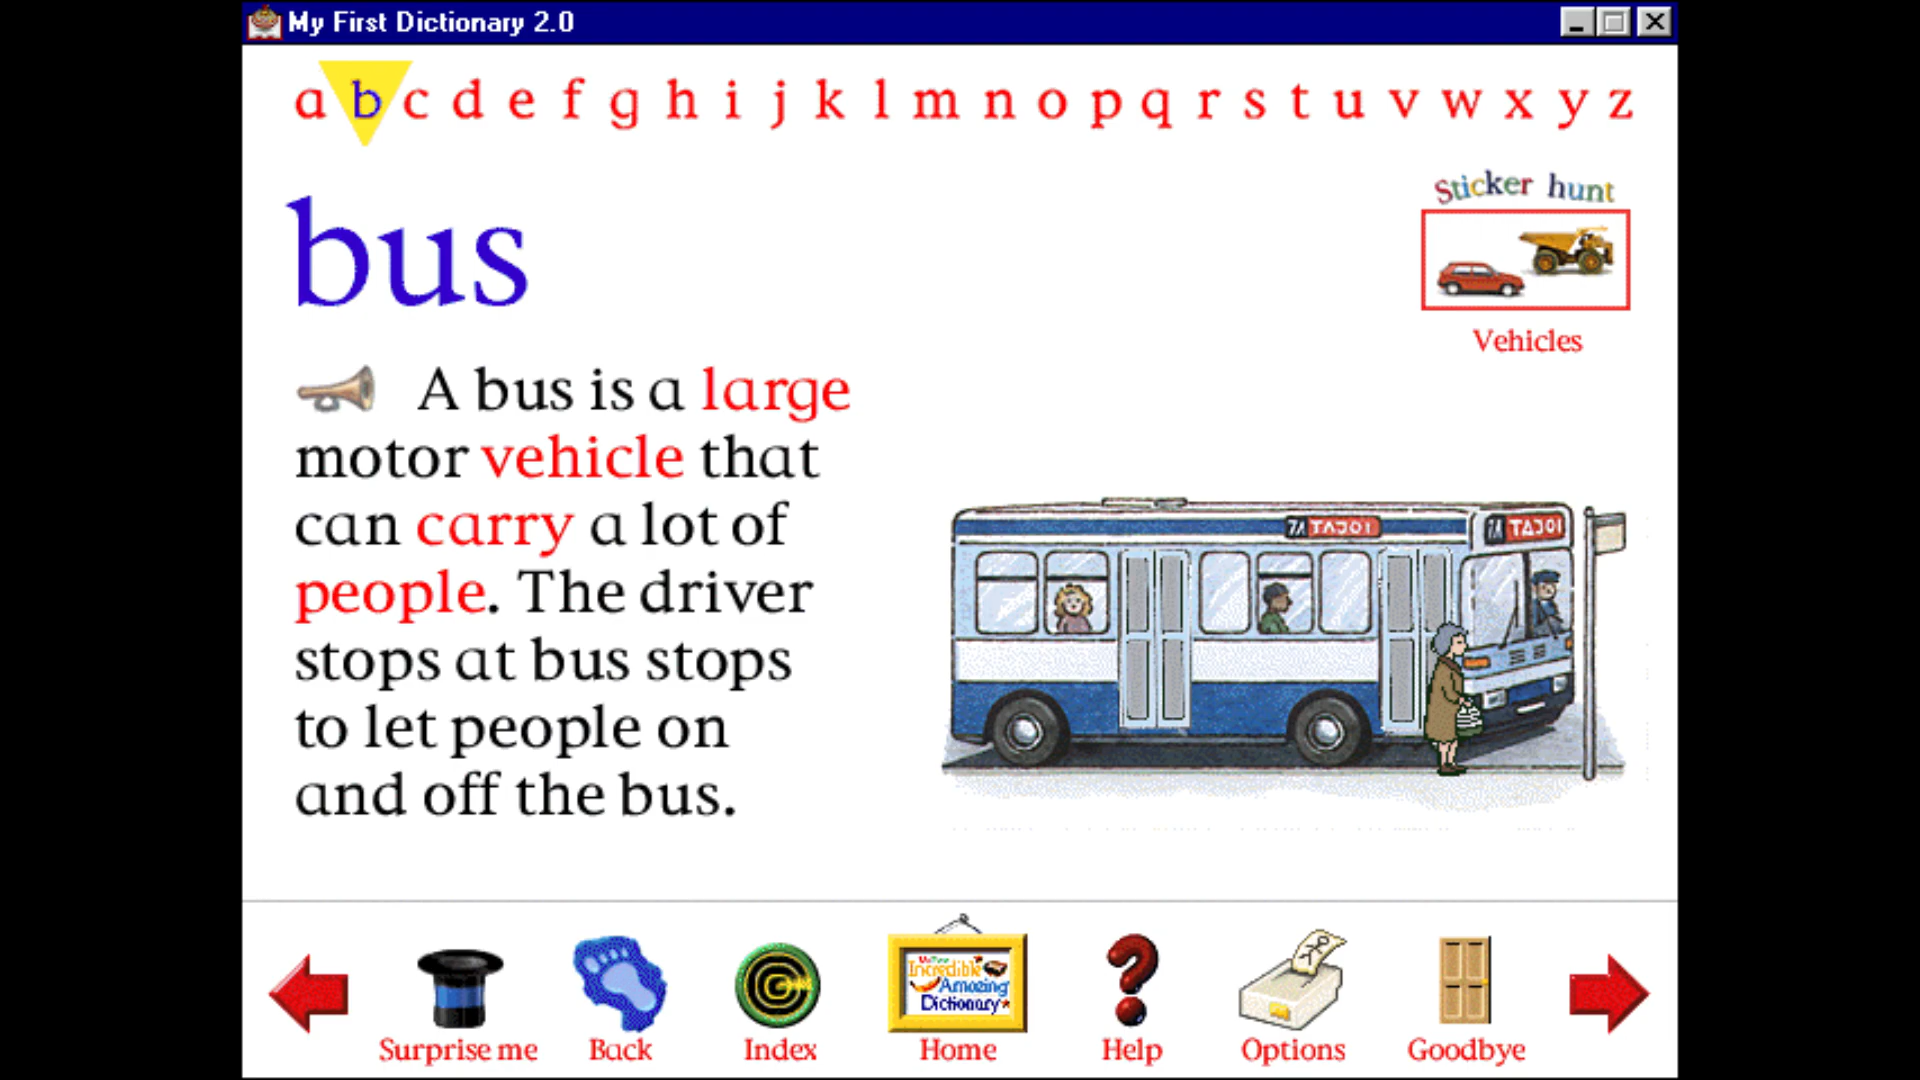 My First Dictionary 2.0
a b c d e f g h i j k l m n o p q r s t u v w x y z
bus
Sticker hunt
Vehicles
A bus is a large
motor vehicle that
can carry a lot of
people. The driver
stops at bus stops
to let people on
and off the bus.
My First
Incredible
Amazing
Dictionary
Surprise me
Back
Index
Home
Help
Options
Goodbye